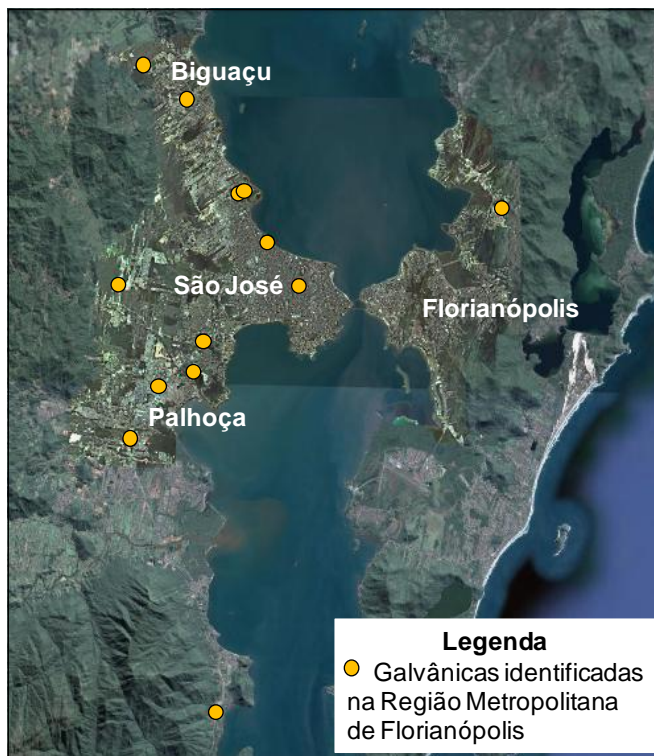 Biguaçu
São José
Florianópolis
Palhoça
Legenda
Galvânicas identificadas
na Região Metropolitana
de Florianópolis